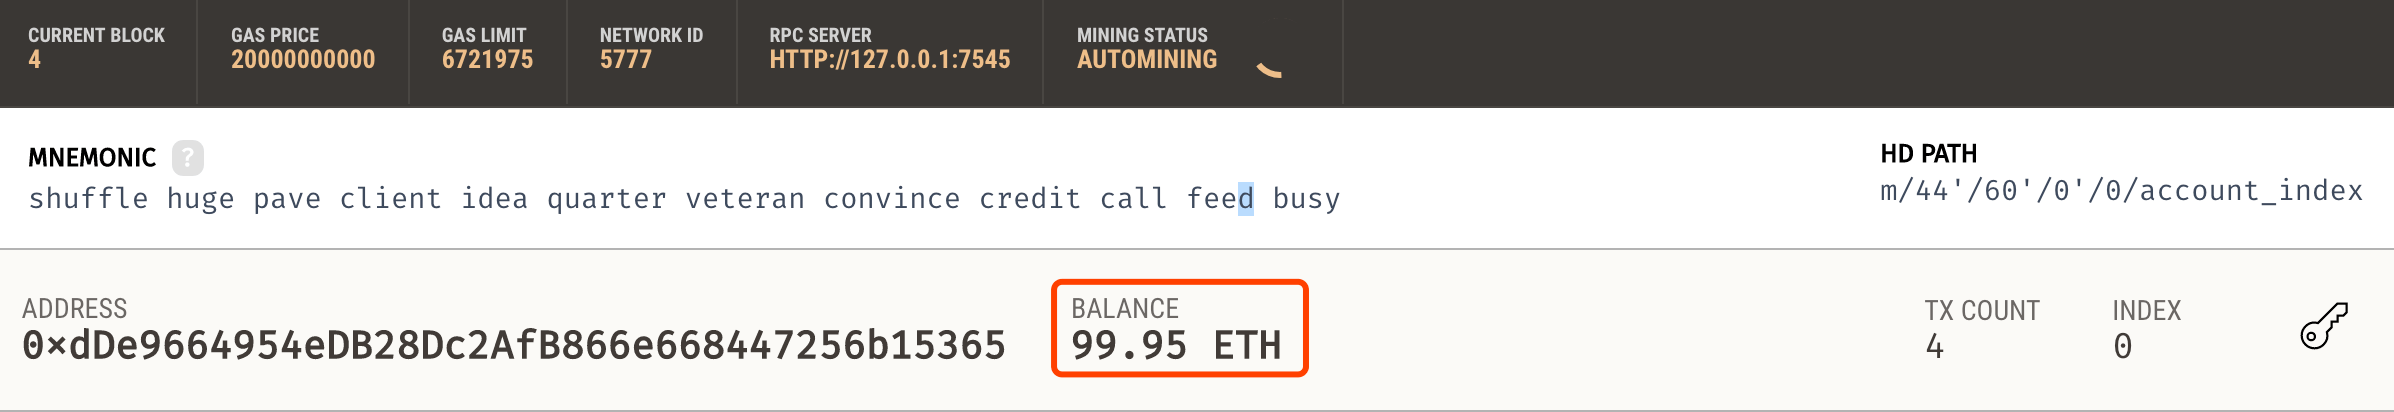 CURRENT BLOCK GAS PRICE GAS LIMIT NETWORK ID RPC SERVER MINING STATUS
4 20000000000 6721975 5777 HTTP://127.0.0.1:7545 AUTOMINING
MNEMONIC ? HD PATH
shuffle huge pave client idea quarter veteran convince credit call feed busy m/44'/60'/0'/0/account_index
ADDRESS BALANCE TX COUNT INDEX
0×dDe9664954eDB28Dc2AfB866e668447256b15365 99.95 ETH 4 0